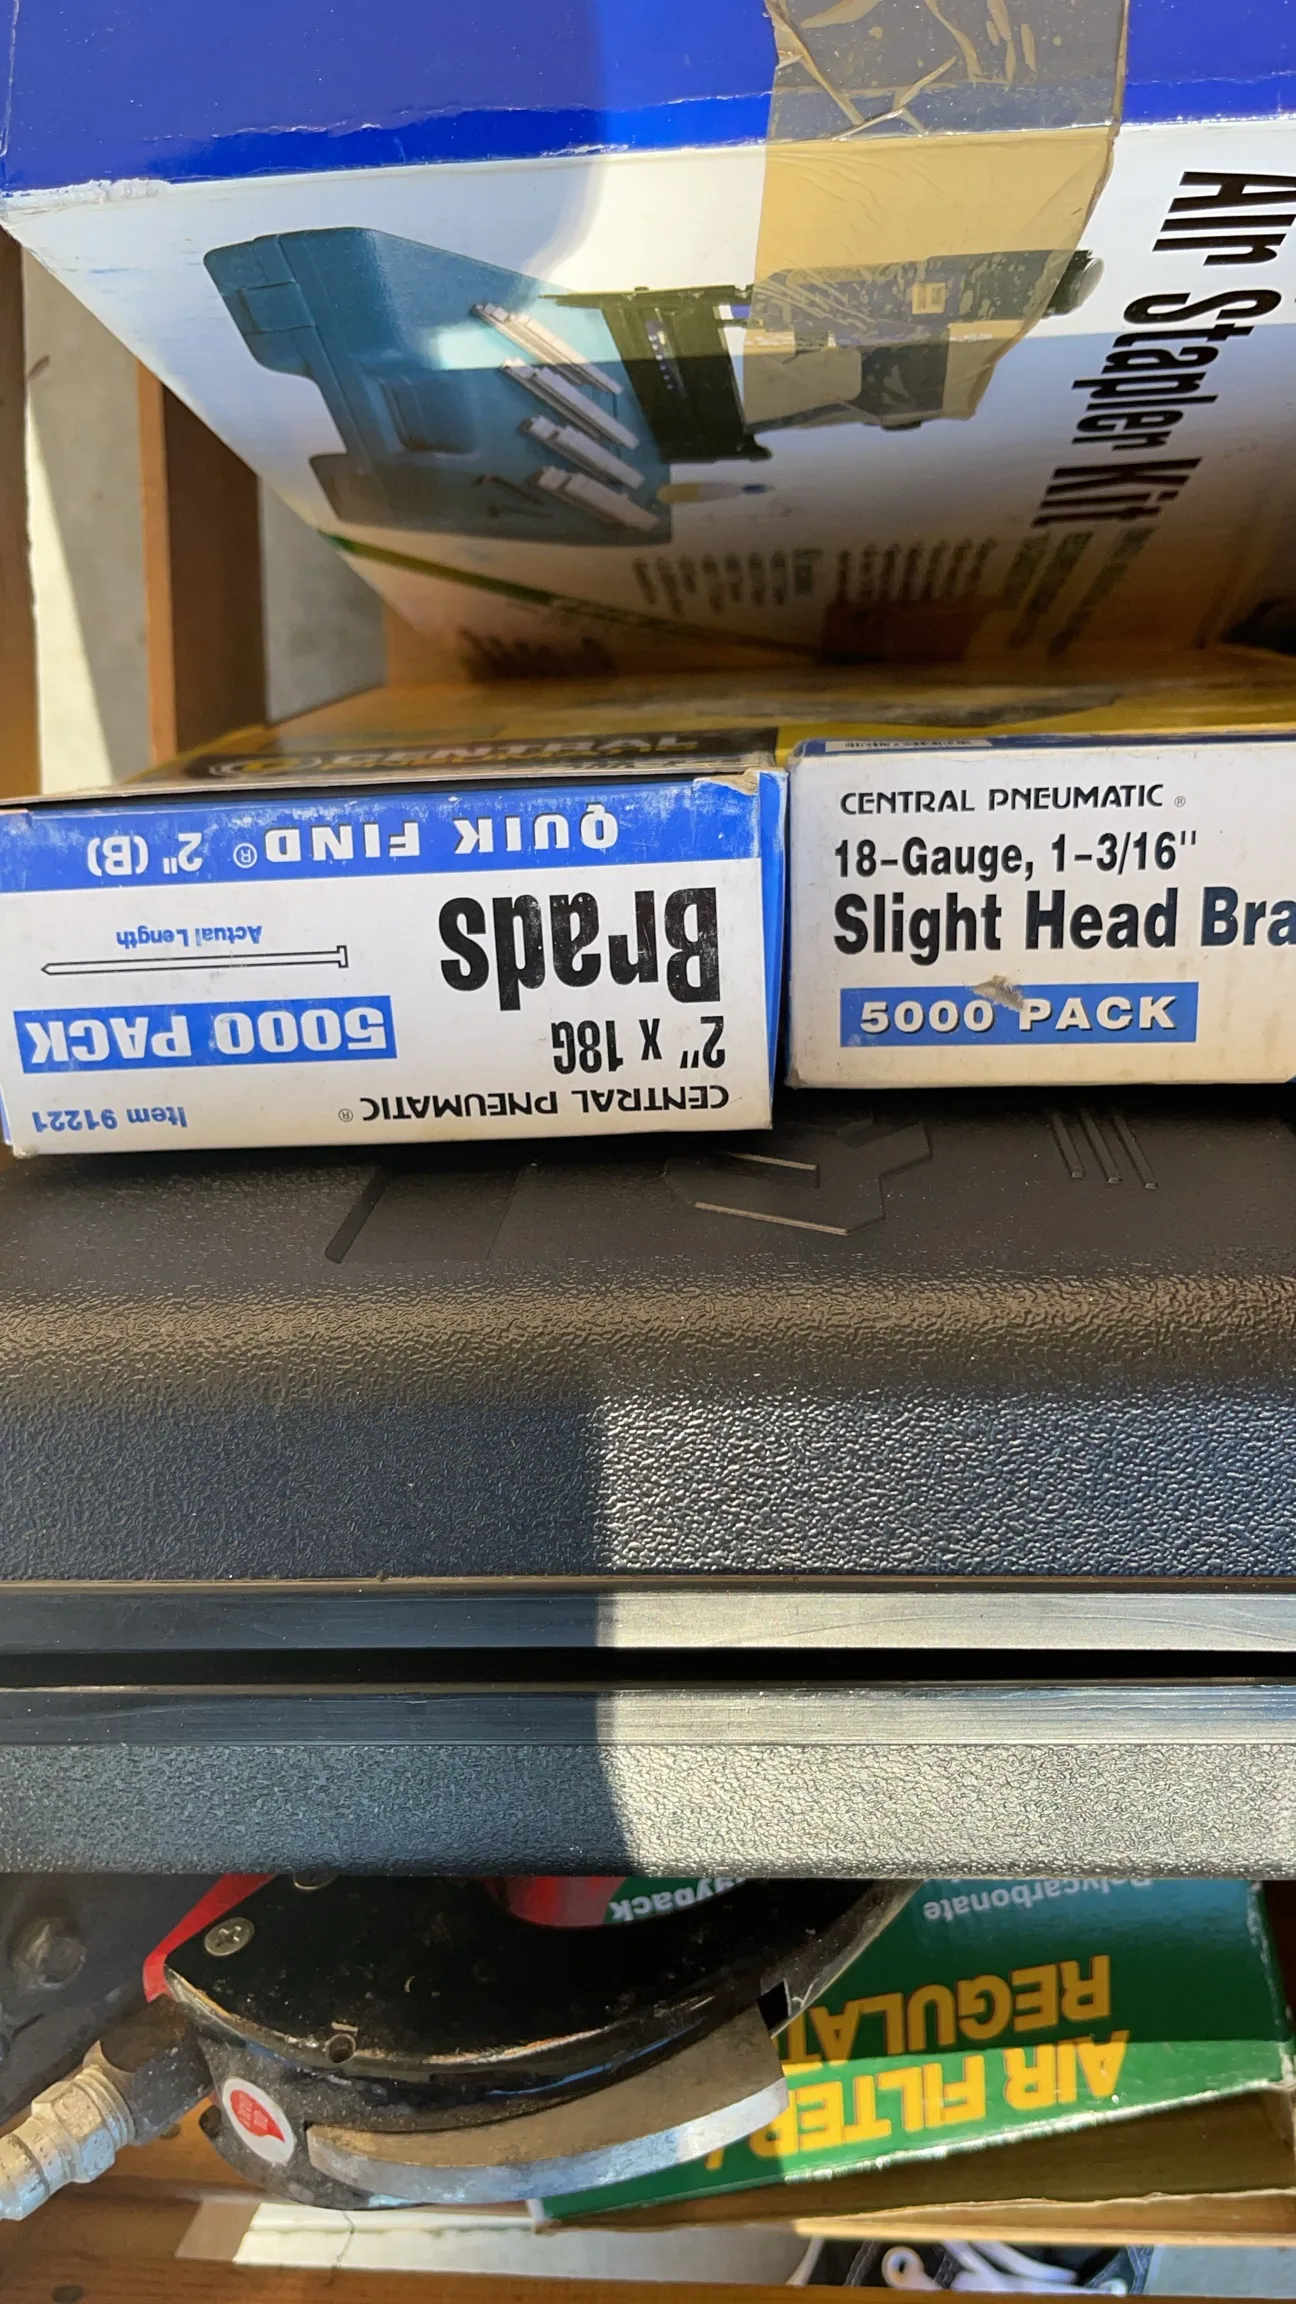 Air Stapler Kit
QUIK FIND® 2" (B)
Brads
Actual Length
5000 PACK
2" X 18G
CENTRAL PNEUMATIC®
Item 91221
CENTRAL PNEUMATIC®
18-Gauge, 1-3/16"
Slight Head Bra
5000 PACK
Polycarbonate
AIR FILTER /
REGULAT